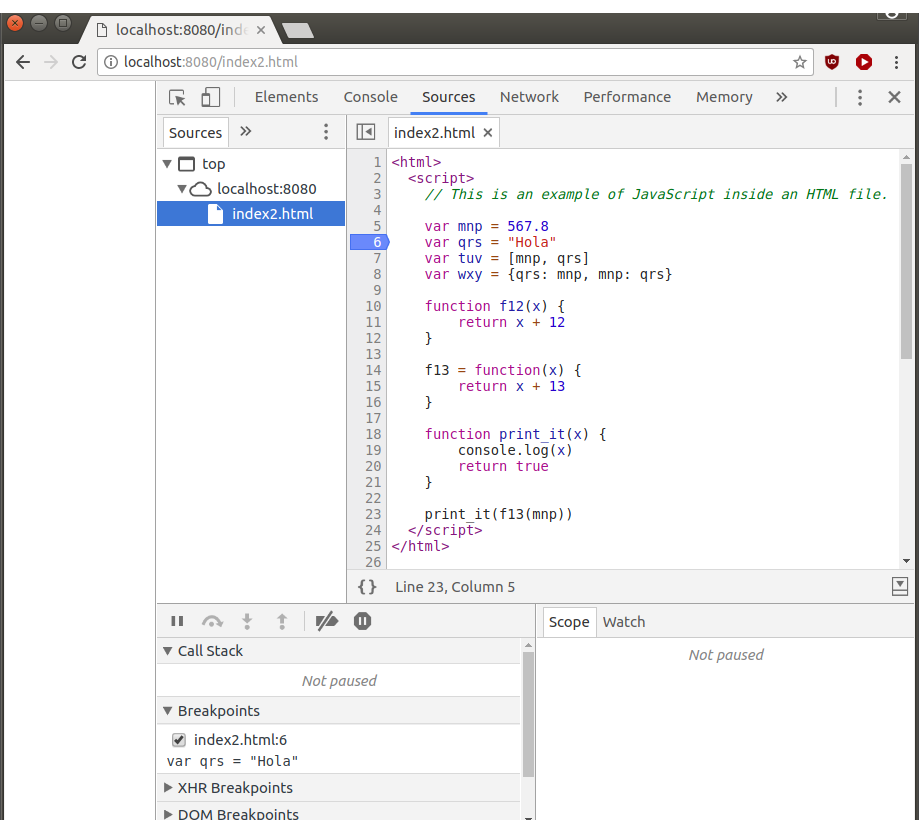 localhost:8080/inde
localhost:8080/index2.html
Elements Console Sources Network Performance Memory »
Sources » index2.html
top
localhost:8080
index2.html
1 <html>
2 <script>
3 // This is an example of JavaScript inside an HTML file.
4
5 var mnp = 567.8
6 var qrs = "Hola"
7 var tuv = [mnp, qrs]
8 var wxy = {qrs: mnp, mnp: qrs}
9
10 function f12(x) {
11 return x + 12
12 }
13
14 f13 = function(x) {
15 return x + 13
16 }
17
18 function print_it(x) {
19 console.log(x)
20 return true
21 }
22
23 print_it(f13(mnp))
24 </script>
25 </html>
26
{} Line 23, Column 5
Scope Watch
Call Stack
Not paused
Not paused
Breakpoints
index2.html:6
var qrs = "Hola"
XHR Breakpoints
DOM Breakpoints